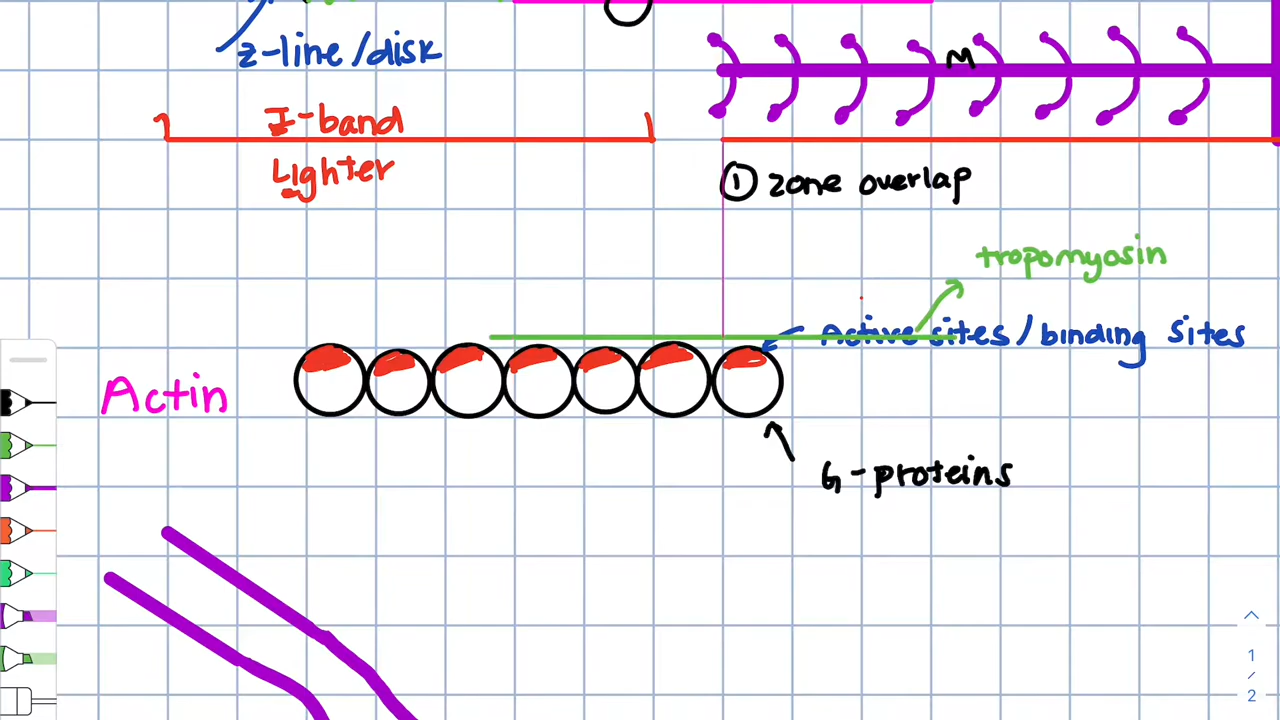 z-line/disk
M
I-band
Lighter
① zone overlap
tropomyosin
Active sites/binding sites
Actin
G-proteins
1
/
2